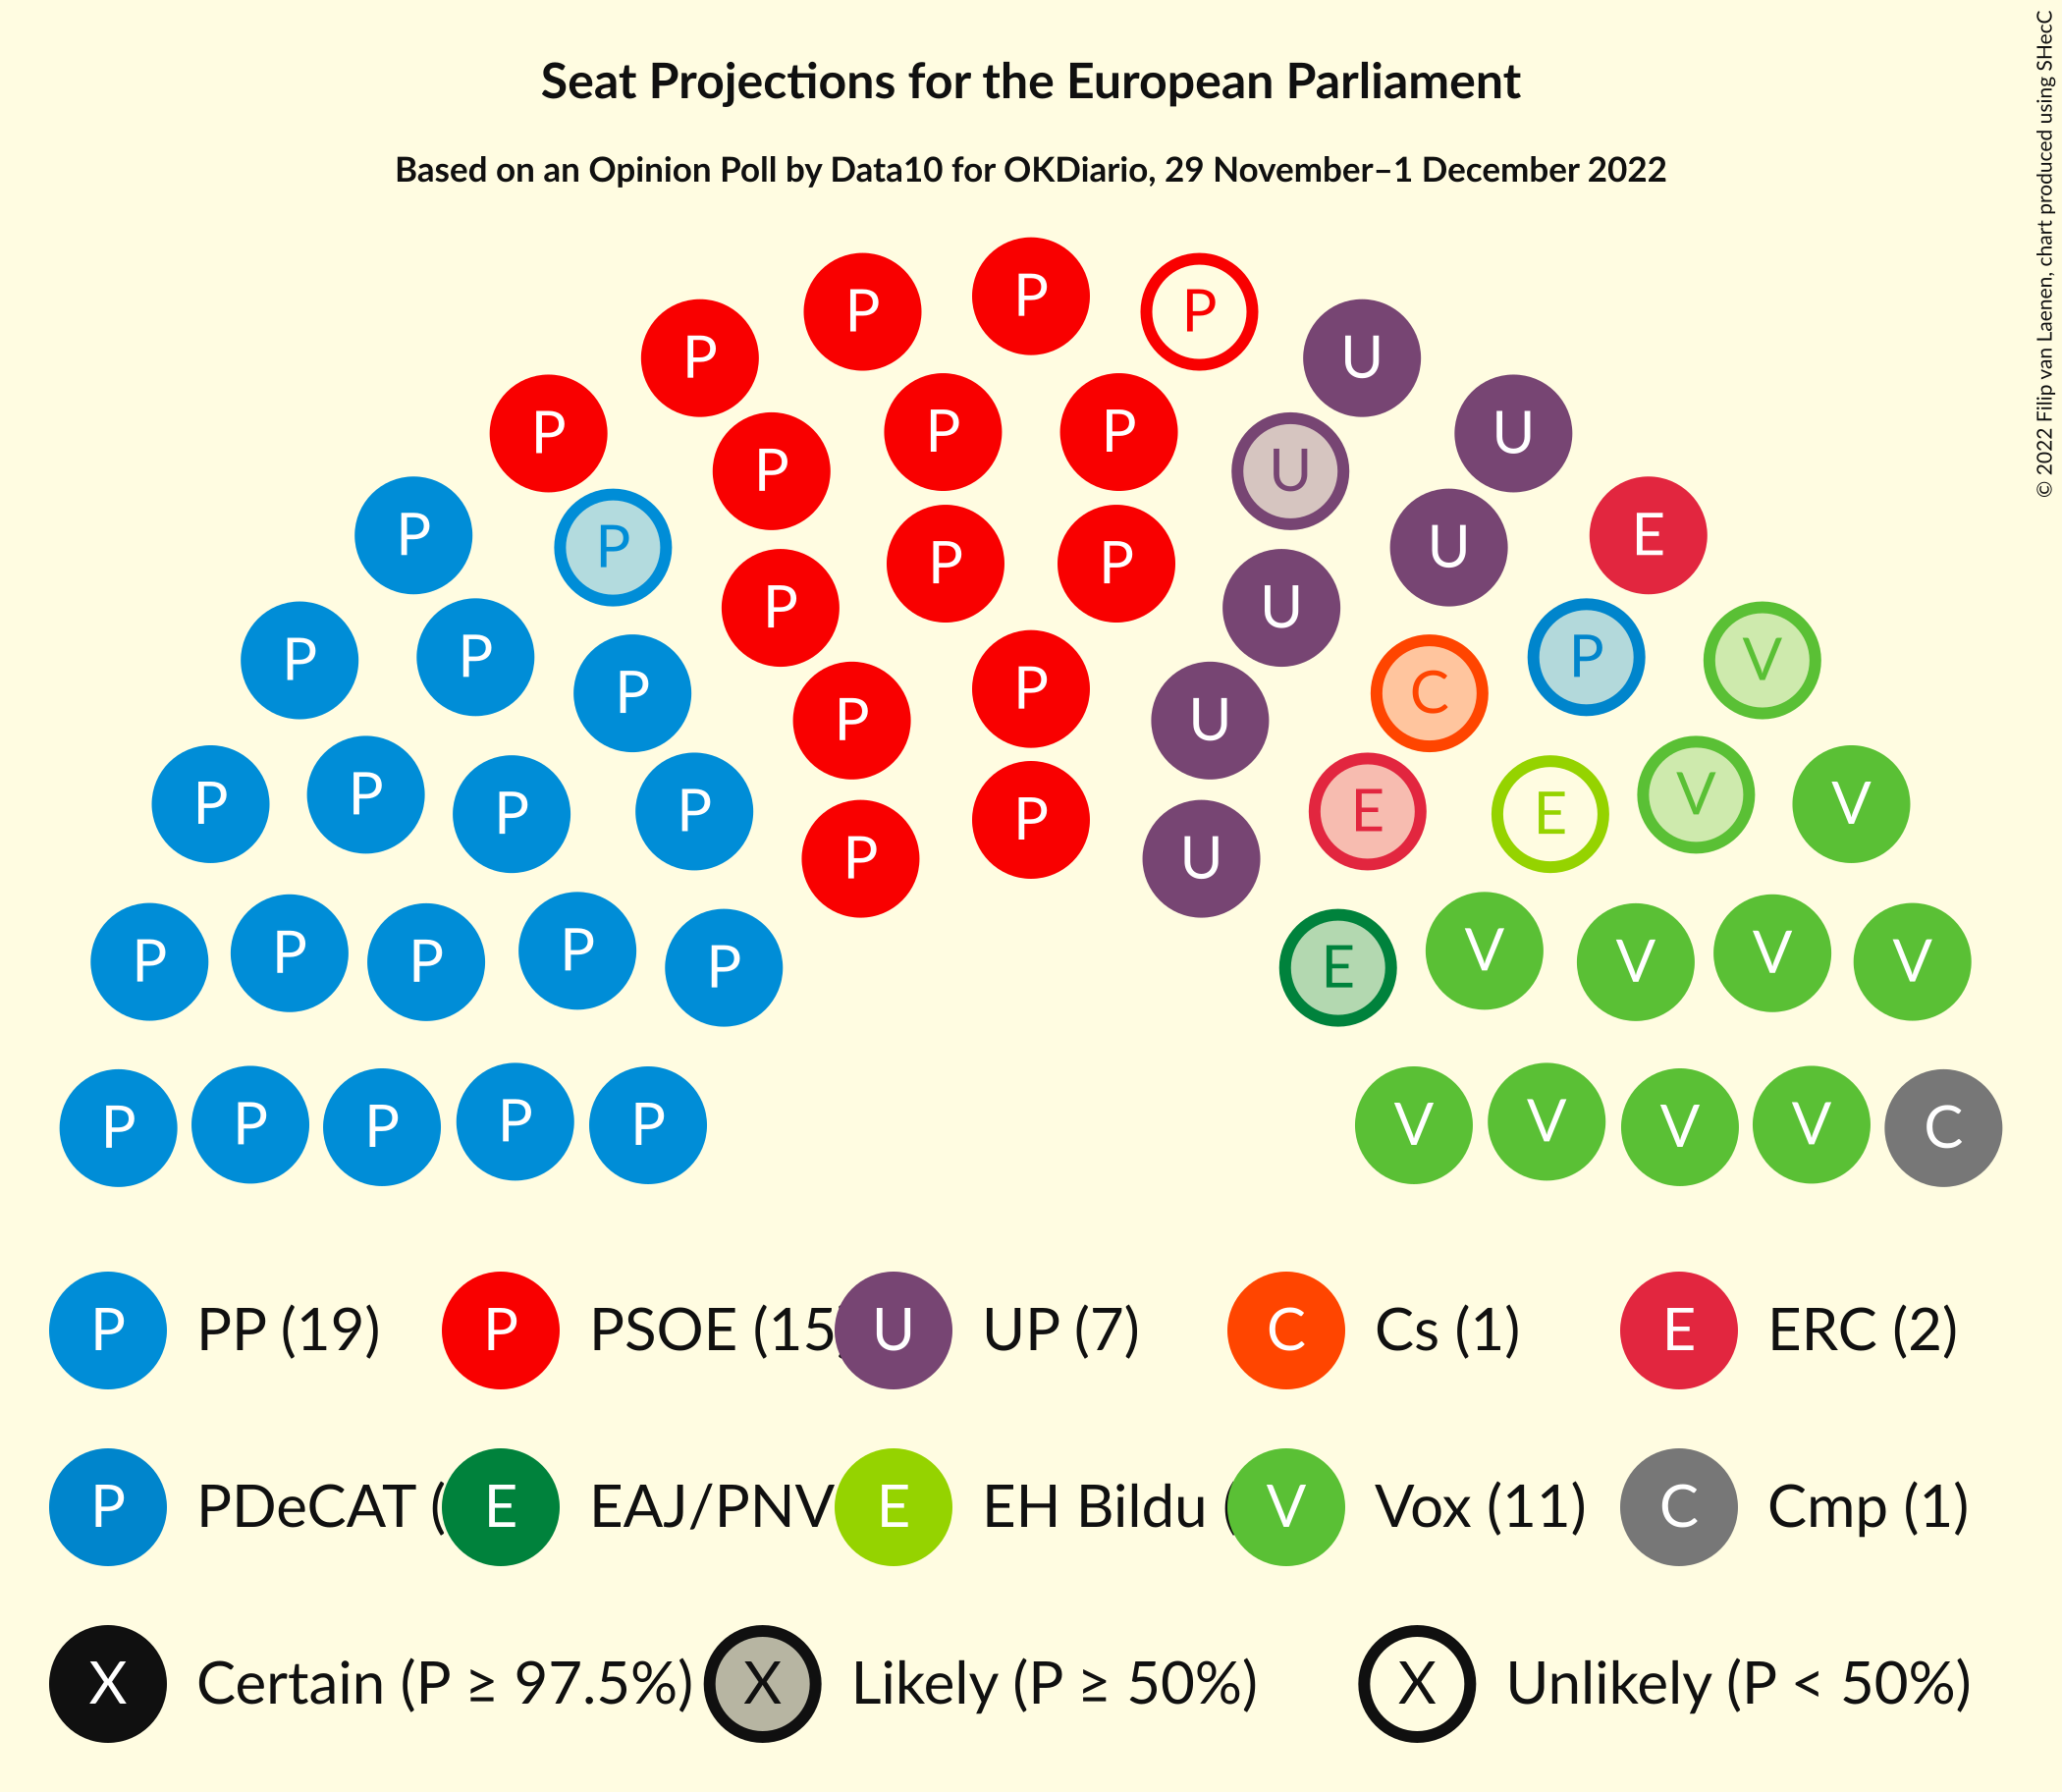 Seat Projections for the European Parliament
Based on an Opinion Poll by Data10 for OKDiario, 29 November–1 December 2022
© 2022 Filip van Laenen, chart produced using SHecC
P
P P
P U
P U
P P
U
P U
P E
P U
P P P
P U
P P V
P C
P P U
P V
P P V
P E
P E
P
P U
P P V V
P P V V
P E
P P V V
P P V V
P P V C
P PP (19) P PSOE (15 U UP (7) C Cs (1) E ERC (2)
P PDeCAT ( E EAJ/PNV E EH Bildu ( V Vox (11) C Cmp (1)
X Certain (P ≥ 97.5%) X Likely (P ≥ 50%) X Unlikely (P < 50%)